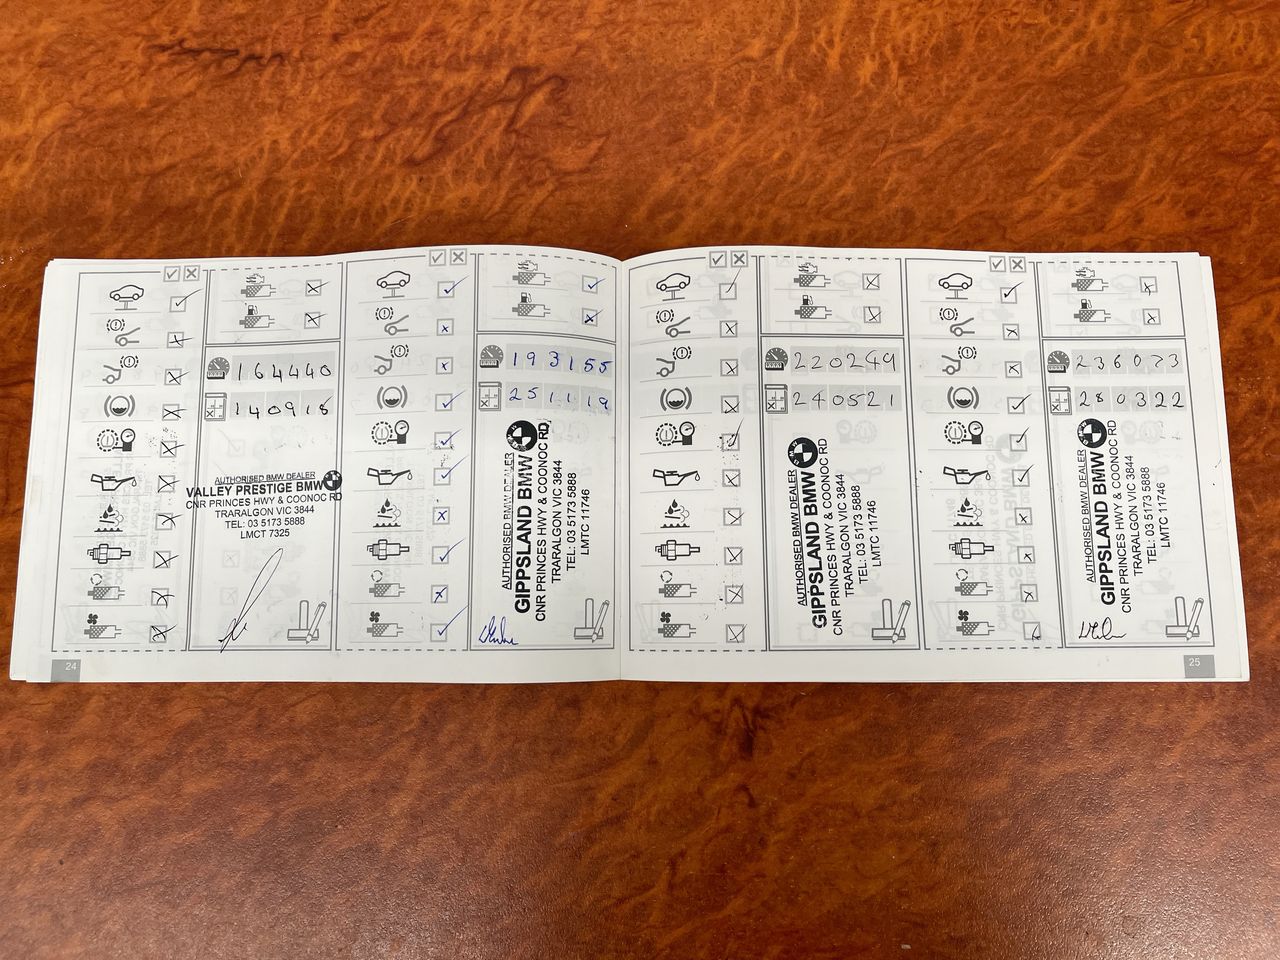 164440
140918
AUTHORISED BMW DEALER
VALLEY PRESTIGE BMW
CNR PRINCES HWY & COONOC RD
TRARALGON VIC 3844
TEL: 03 5173 5888
LMCT 7325
24
193155
251119
AUTHORISED BMW DEALER
GIPPSLAND BMW
CNR PRINCES HWY & COONOC RD
TRARALGON VIC 3844
TEL: 03 5173 5888
LMTC 11746
220249
240521
AUTHORISED BMW DEALER
GIPPSLAND BMW
CNR PRINCES HWY & COONOC RD
TRARALGON VIC 3844
TEL: 03 5173 5888
LMTC 11746
236073
280322
AUTHORISED BMW DEALER
GIPPSLAND BMW
CNR PRINCES HWY & COONOC RD
TRARALGON VIC 3844
TEL: 03 5173 5888
LMTC 11746
25